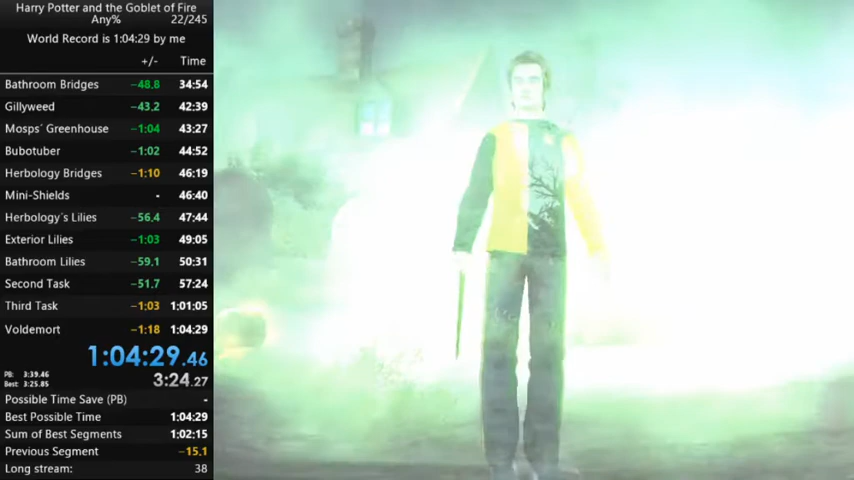 Harry Potter and the Goblet of Fire
Any% 22/245
World Record is 1:04:29 by me
+/- Time
Bathroom Bridges -48.8 34:54
Gillyweed -43.2 42:39
Mosps´ Greenhouse -1:04 43:27
Bubotuber -1:02 44:52
Herbology Bridges -1:10 46:19
Mini-Shields - 46:40
Herbology´s Lilies -56.4 47:44
Exterior Lilies -1:03 49:05
Bathroom Lilies -59.1 50:31
Second Task -51.7 57:24
Third Task -1:03 1:01:05
Voldemort -1:18 1:04:29
1:04:29.46
PB: 3:39.46
Best: 3:25.85
3:24.27
Possible Time Save (PB) -
Best Possible Time 1:04:29
Sum of Best Segments 1:02:15
Previous Segment -15.1
Long stream: 38